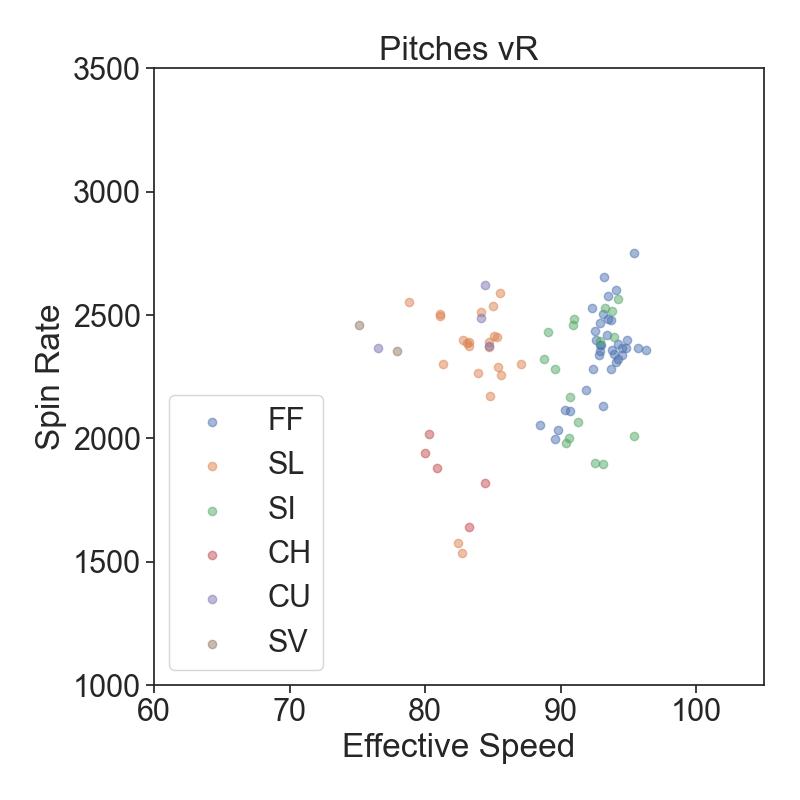 Pitches vR
3500
3000
2500
2000
1500
1000
Spin Rate
FF
SL
SI
CH
CU
SV
60 70 80 90 100
Effective Speed